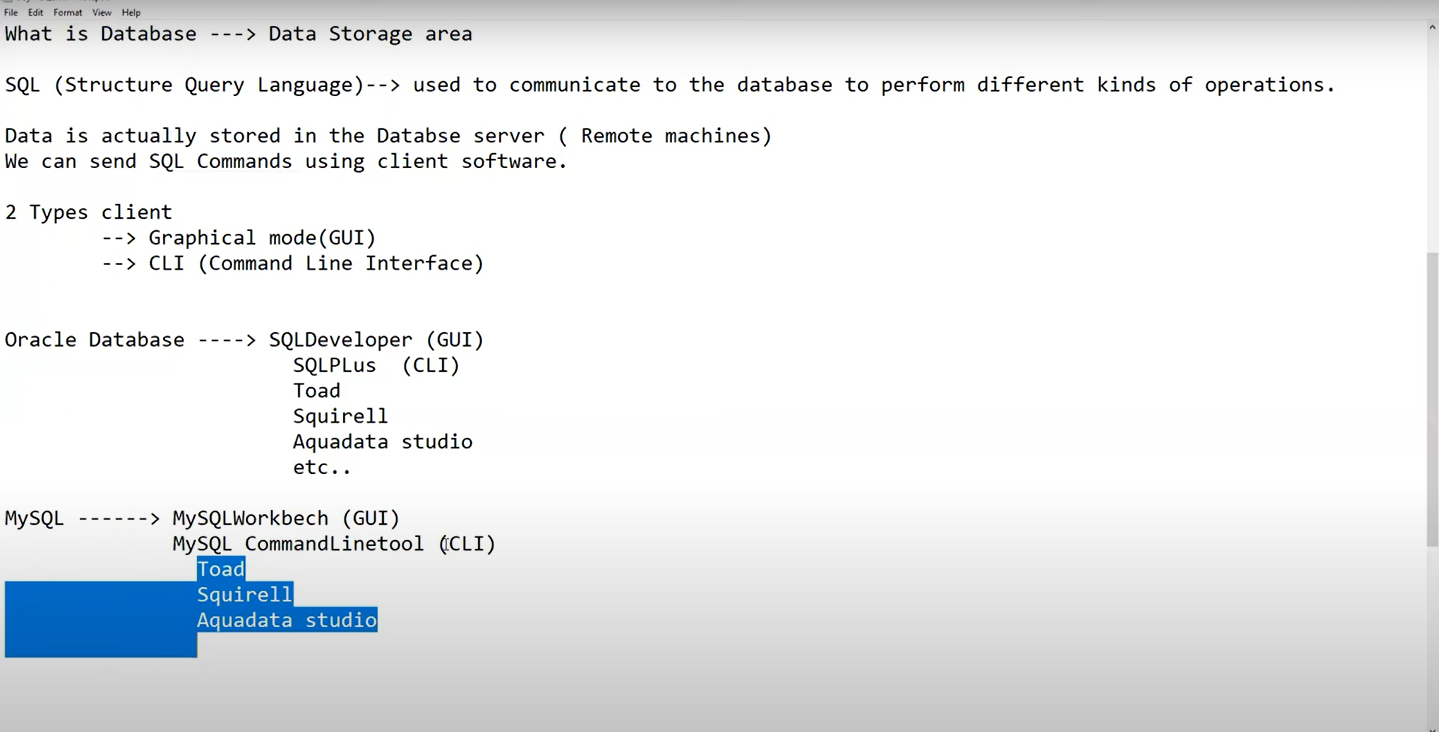 File Edit Format View Help
What is Database ---> Data Storage area
SQL (Structure Query Language)--> used to communicate to the database to perform different kinds of operations.
Data is actually stored in the Databse server ( Remote machines)
We can send SQL Commands using client software.
2 Types client
--> Graphical mode(GUI)
--> CLI (Command Line Interface)
Oracle Database ----> SQLDeveloper (GUI)
SQLPLus (CLI)
Toad
Squirell
Aquadata studio
etc..
MySQL ------> MySQLWorkbech (GUI)
MySQL CommandLinetool (CLI)
Toad
Squirell
Aquadata studio